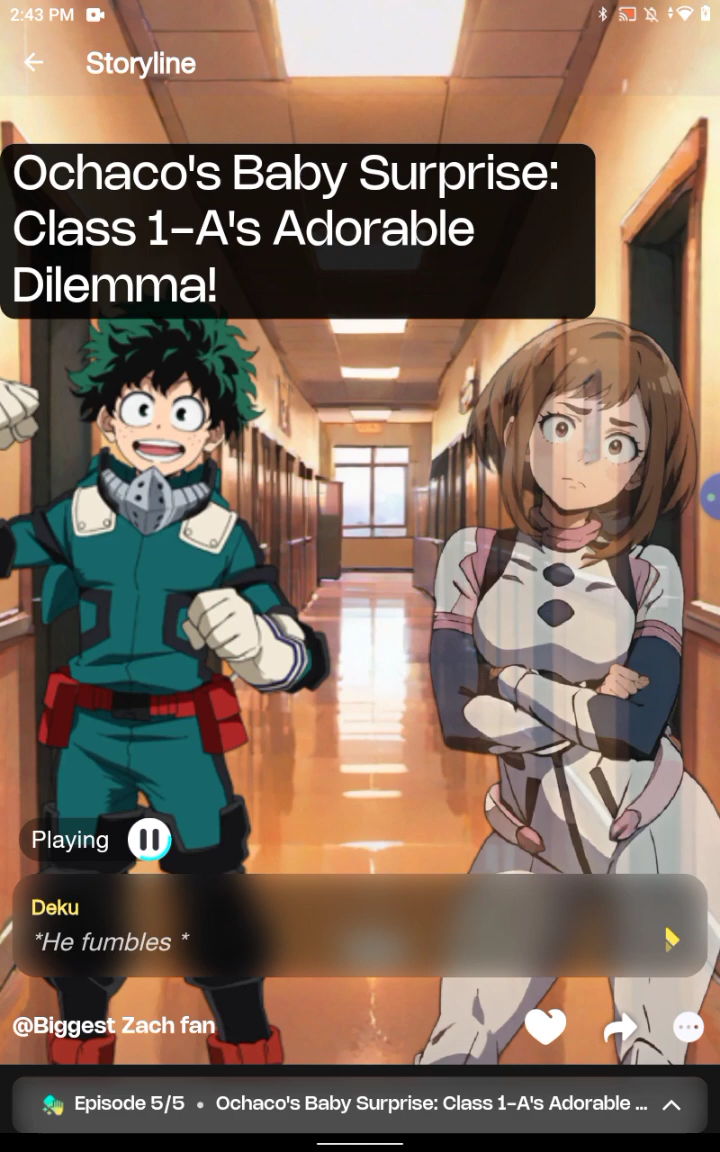 2:43 PM
Storyline
Ochaco's Baby Surprise:
Class 1-A's Adorable
Dilemma!
Playing
Deku
*He fumbles *
@Biggest Zach fan
Episode 5/5 • Ochaco's Baby Surprise: Class 1-A's Adorable ...